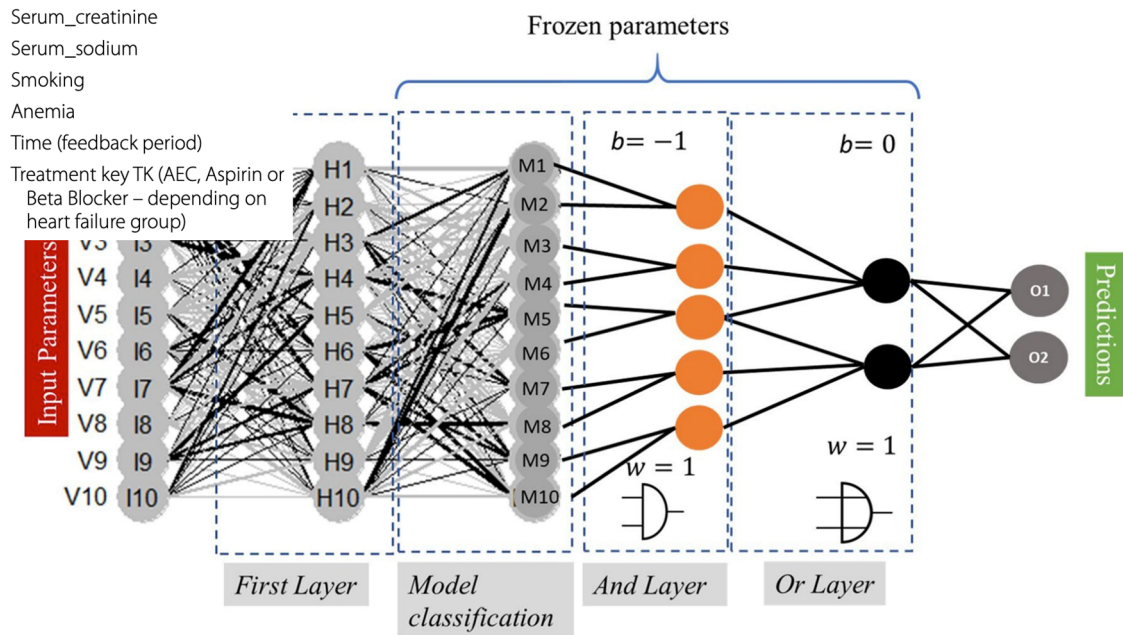 Serum_creatinine
Serum_sodium
Smoking
Anemia
Time (feedback period)
Treatment key TK (AEC, Aspirin or
Beta Blocker – depending on
heart failure group)
Frozen parameters
b= −1
b= 0
H1
H2
H3
H4
H5
H6
H7
H8
H9
H10
M1
M2
M3
M4
M5
M6
M7
M8
M9
M10
V3 I3
V4 I4
V5 I5
V6 I6
V7 I7
V8 I8
V9 I9
V10 I10
Input Parameters
w = 1
w = 1
O1
O2
Predictions
First Layer
Model
classification
And Layer
Or Layer